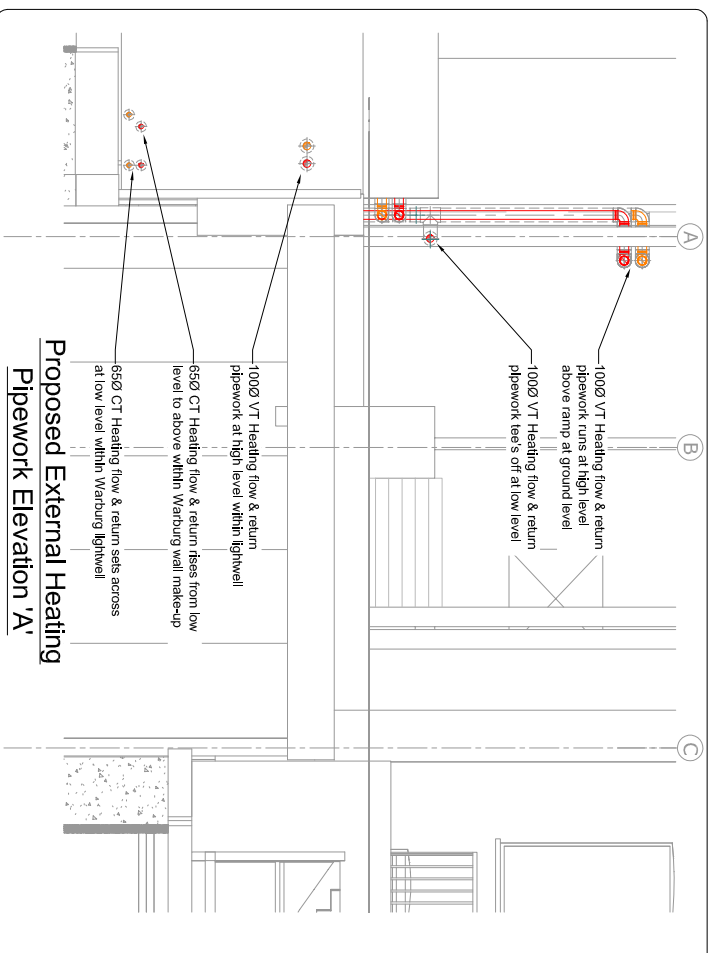 A
B
C
100Ø VT Heating flow & return
pipework runs at high level
above ramp at ground level
100Ø VT Heating flow & return
pipework tee's off at low level
100Ø VT Heating flow & return
pipework at high level within lightwell
65Ø CT Heating flow & return rises from low
level to above within Warburg wall make-up
65Ø CT Heating flow & return sets across
at low level within Warburg lightwell
Proposed External Heating
Pipework Elevation 'A'